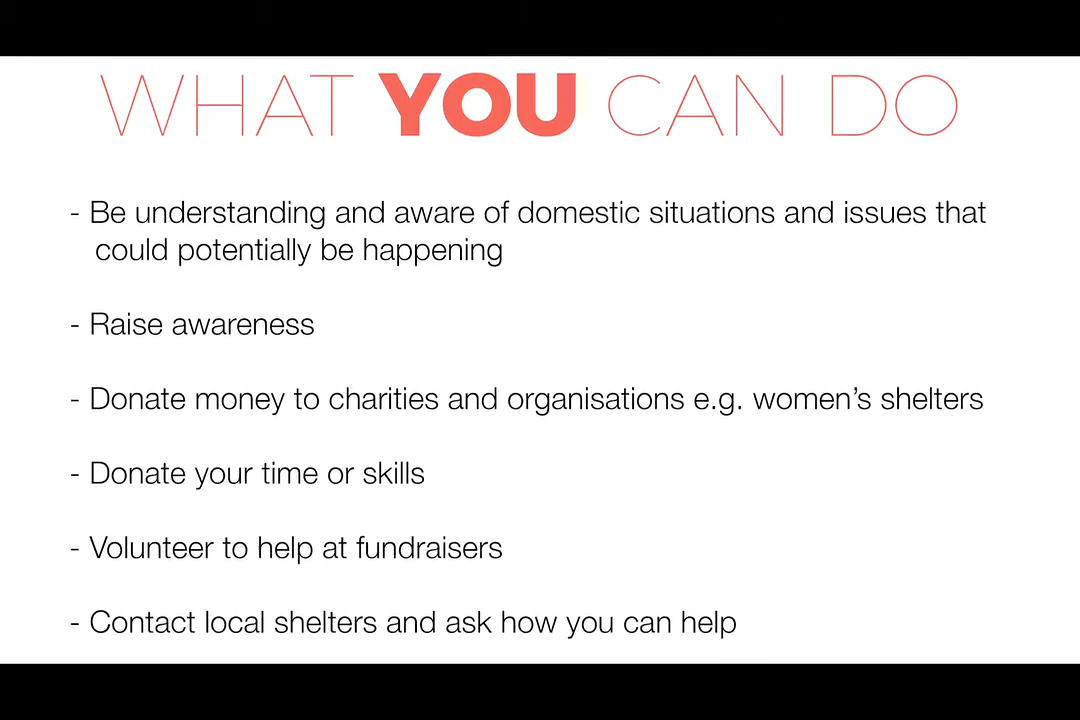 WHAT YOU CAN DO
- Be understanding and aware of domestic situations and issues that
could potentially be happening
- Raise awareness
- Donate money to charities and organisations e.g. women’s shelters
- Donate your time or skills
- Volunteer to help at fundraisers
- Contact local shelters and ask how you can help